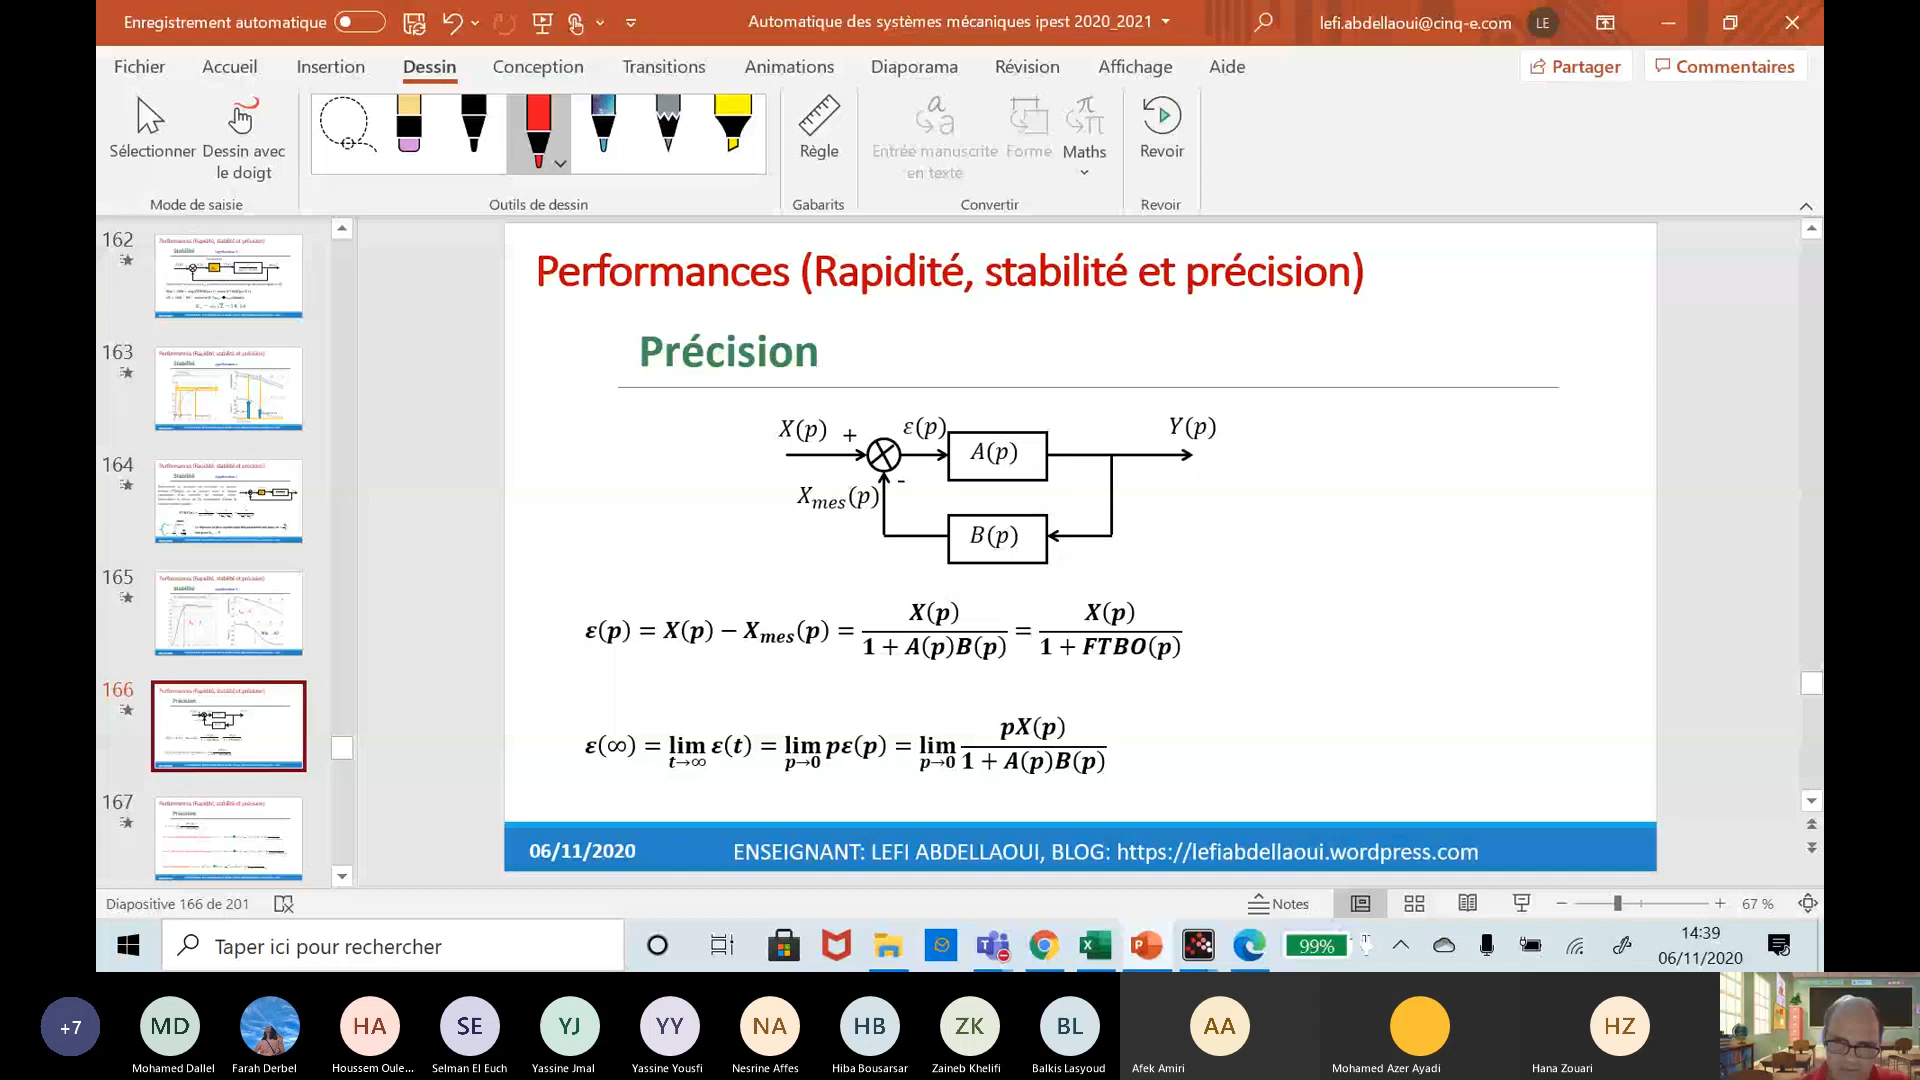 Enregistrement automatique
Automatique des systèmes mécaniques ipest 2020_2021
lefi.abdellaoui@cinq-e.com
LE
Fichier Accueil Insertion Dessin Conception Transitions Animations Diaporama Révision Affichage Aide
Partager
Commentaires
Sélectionner
Dessin avec le doigt
Règle
Entrée manuscrite en texte
Forme
Maths
Revoir
Mode de saisie
Outils de dessin
Gabarits
Convertir
Revoir
162
163
164
165
166
167
Performances (Rapidité, stabilité et précision)
Précision
X(p) + ε(p) A(p) Y(p)
X_mes(p) -
B(p)
ε(p) = X(p) − X_mes(p) = X(p) / (1 + A(p)B(p)) = X(p) / (1 + FTBO(p))
ε(∞) = lim_{t→∞} ε(t) = lim_{p→0} pε(p) = lim_{p→0} pX(p) / (1 + A(p)B(p))
06/11/2020
ENSEIGNANT: LEFI ABDELLAOUI, BLOG: https://lefiabdellaoui.wordpress.com
Diapositive 166 de 201
Notes
67 %
Taper ici pour rechercher
99%
14:39
06/11/2020
+7
MD HA SE YJ YY NA HB ZK BL AA HZ
Mohamed Dallel
Farah Derbel
Houssem Oule...
Selman El Euch
Yassine Jmal
Yassine Yousfi
Nesrine Affes
Hiba Bousarsar
Zaineb Khelifi
Balkis Lasyoud
Afek Amiri
Mohamed Azer Ayadi
Hana Zouari